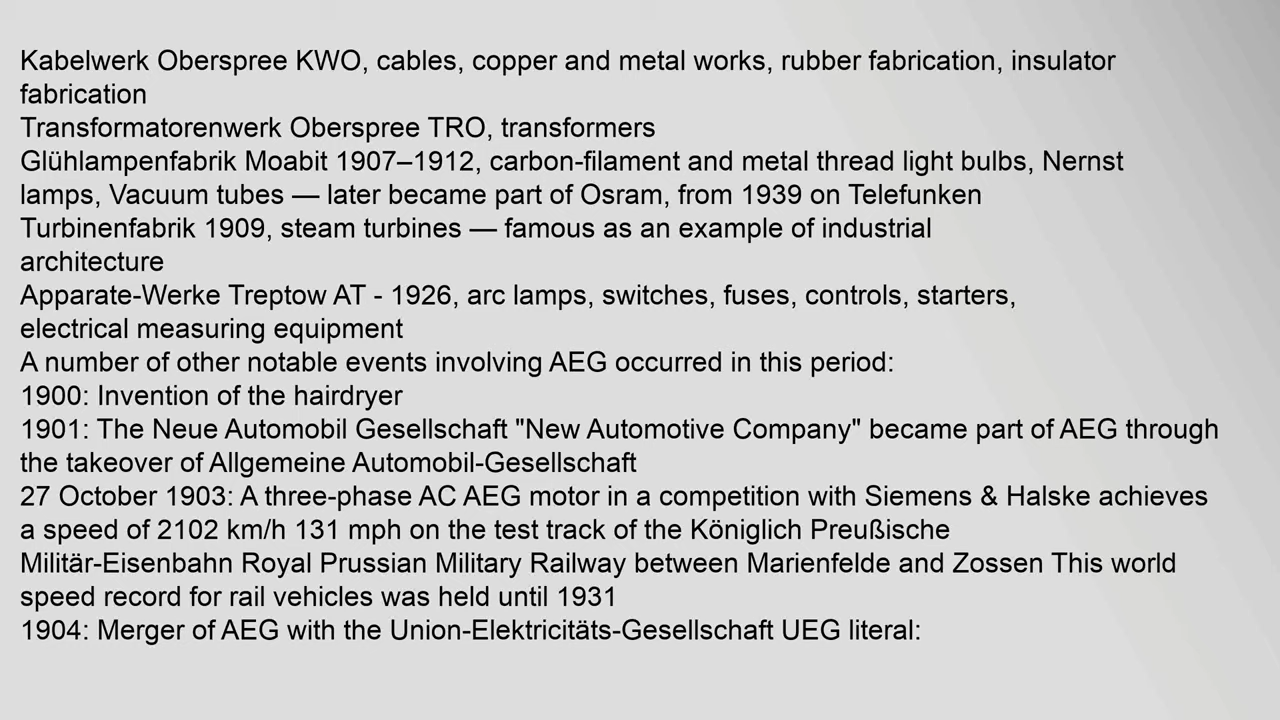 Kabelwerk Oberspree KWO, cables, copper and metal works, rubber fabrication, insulator
fabrication
Transformatorenwerk Oberspree TRO, transformers
Glühlampenfabrik Moabit 1907–1912, carbon-filament and metal thread light bulbs, Nernst
lamps, Vacuum tubes — later became part of Osram, from 1939 on Telefunken
Turbinenfabrik 1909, steam turbines — famous as an example of industrial
architecture
Apparate-Werke Treptow AT - 1926, arc lamps, switches, fuses, controls, starters,
electrical measuring equipment
A number of other notable events involving AEG occurred in this period:
1900: Invention of the hairdryer
1901: The Neue Automobil Gesellschaft "New Automotive Company" became part of AEG through
the takeover of Allgemeine Automobil-Gesellschaft
27 October 1903: A three-phase AC AEG motor in a competition with Siemens & Halske achieves
a speed of 2102 km/h 131 mph on the test track of the Königlich Preußische
Militär-Eisenbahn Royal Prussian Military Railway between Marienfelde and Zossen This world
speed record for rail vehicles was held until 1931
1904: Merger of AEG with the Union-Elektricitäts-Gesellschaft UEG literal: